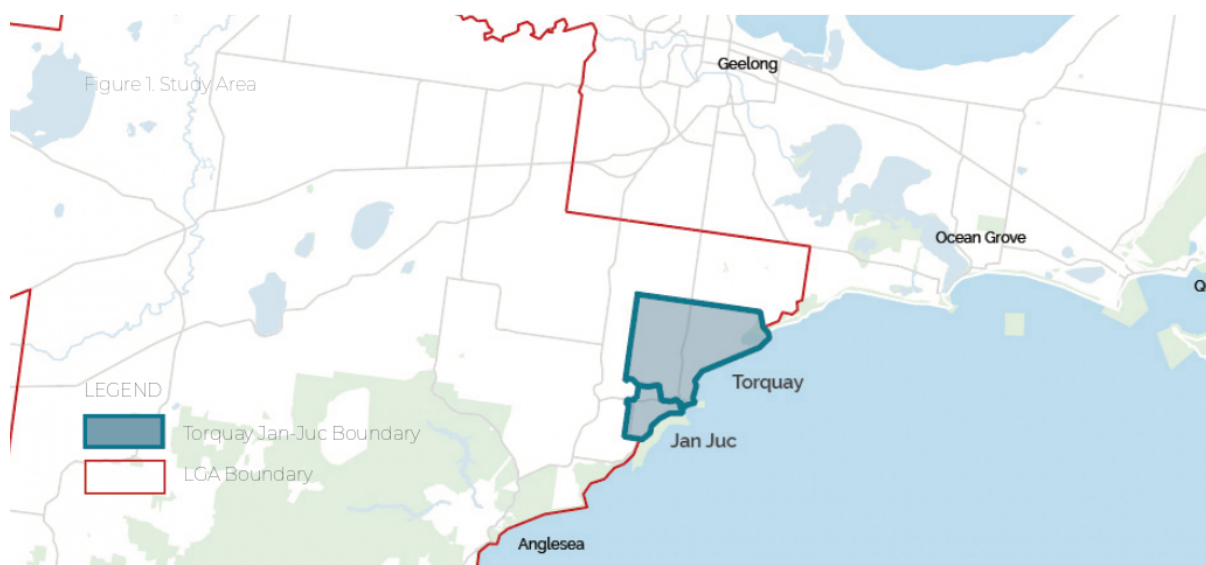 Geelong
Figure 1. Study Area
Ocean Grove
Torquay
LEGEND
Torquay Jan-Juc Boundary
Jan Juc
LGA Boundary
Anglesea